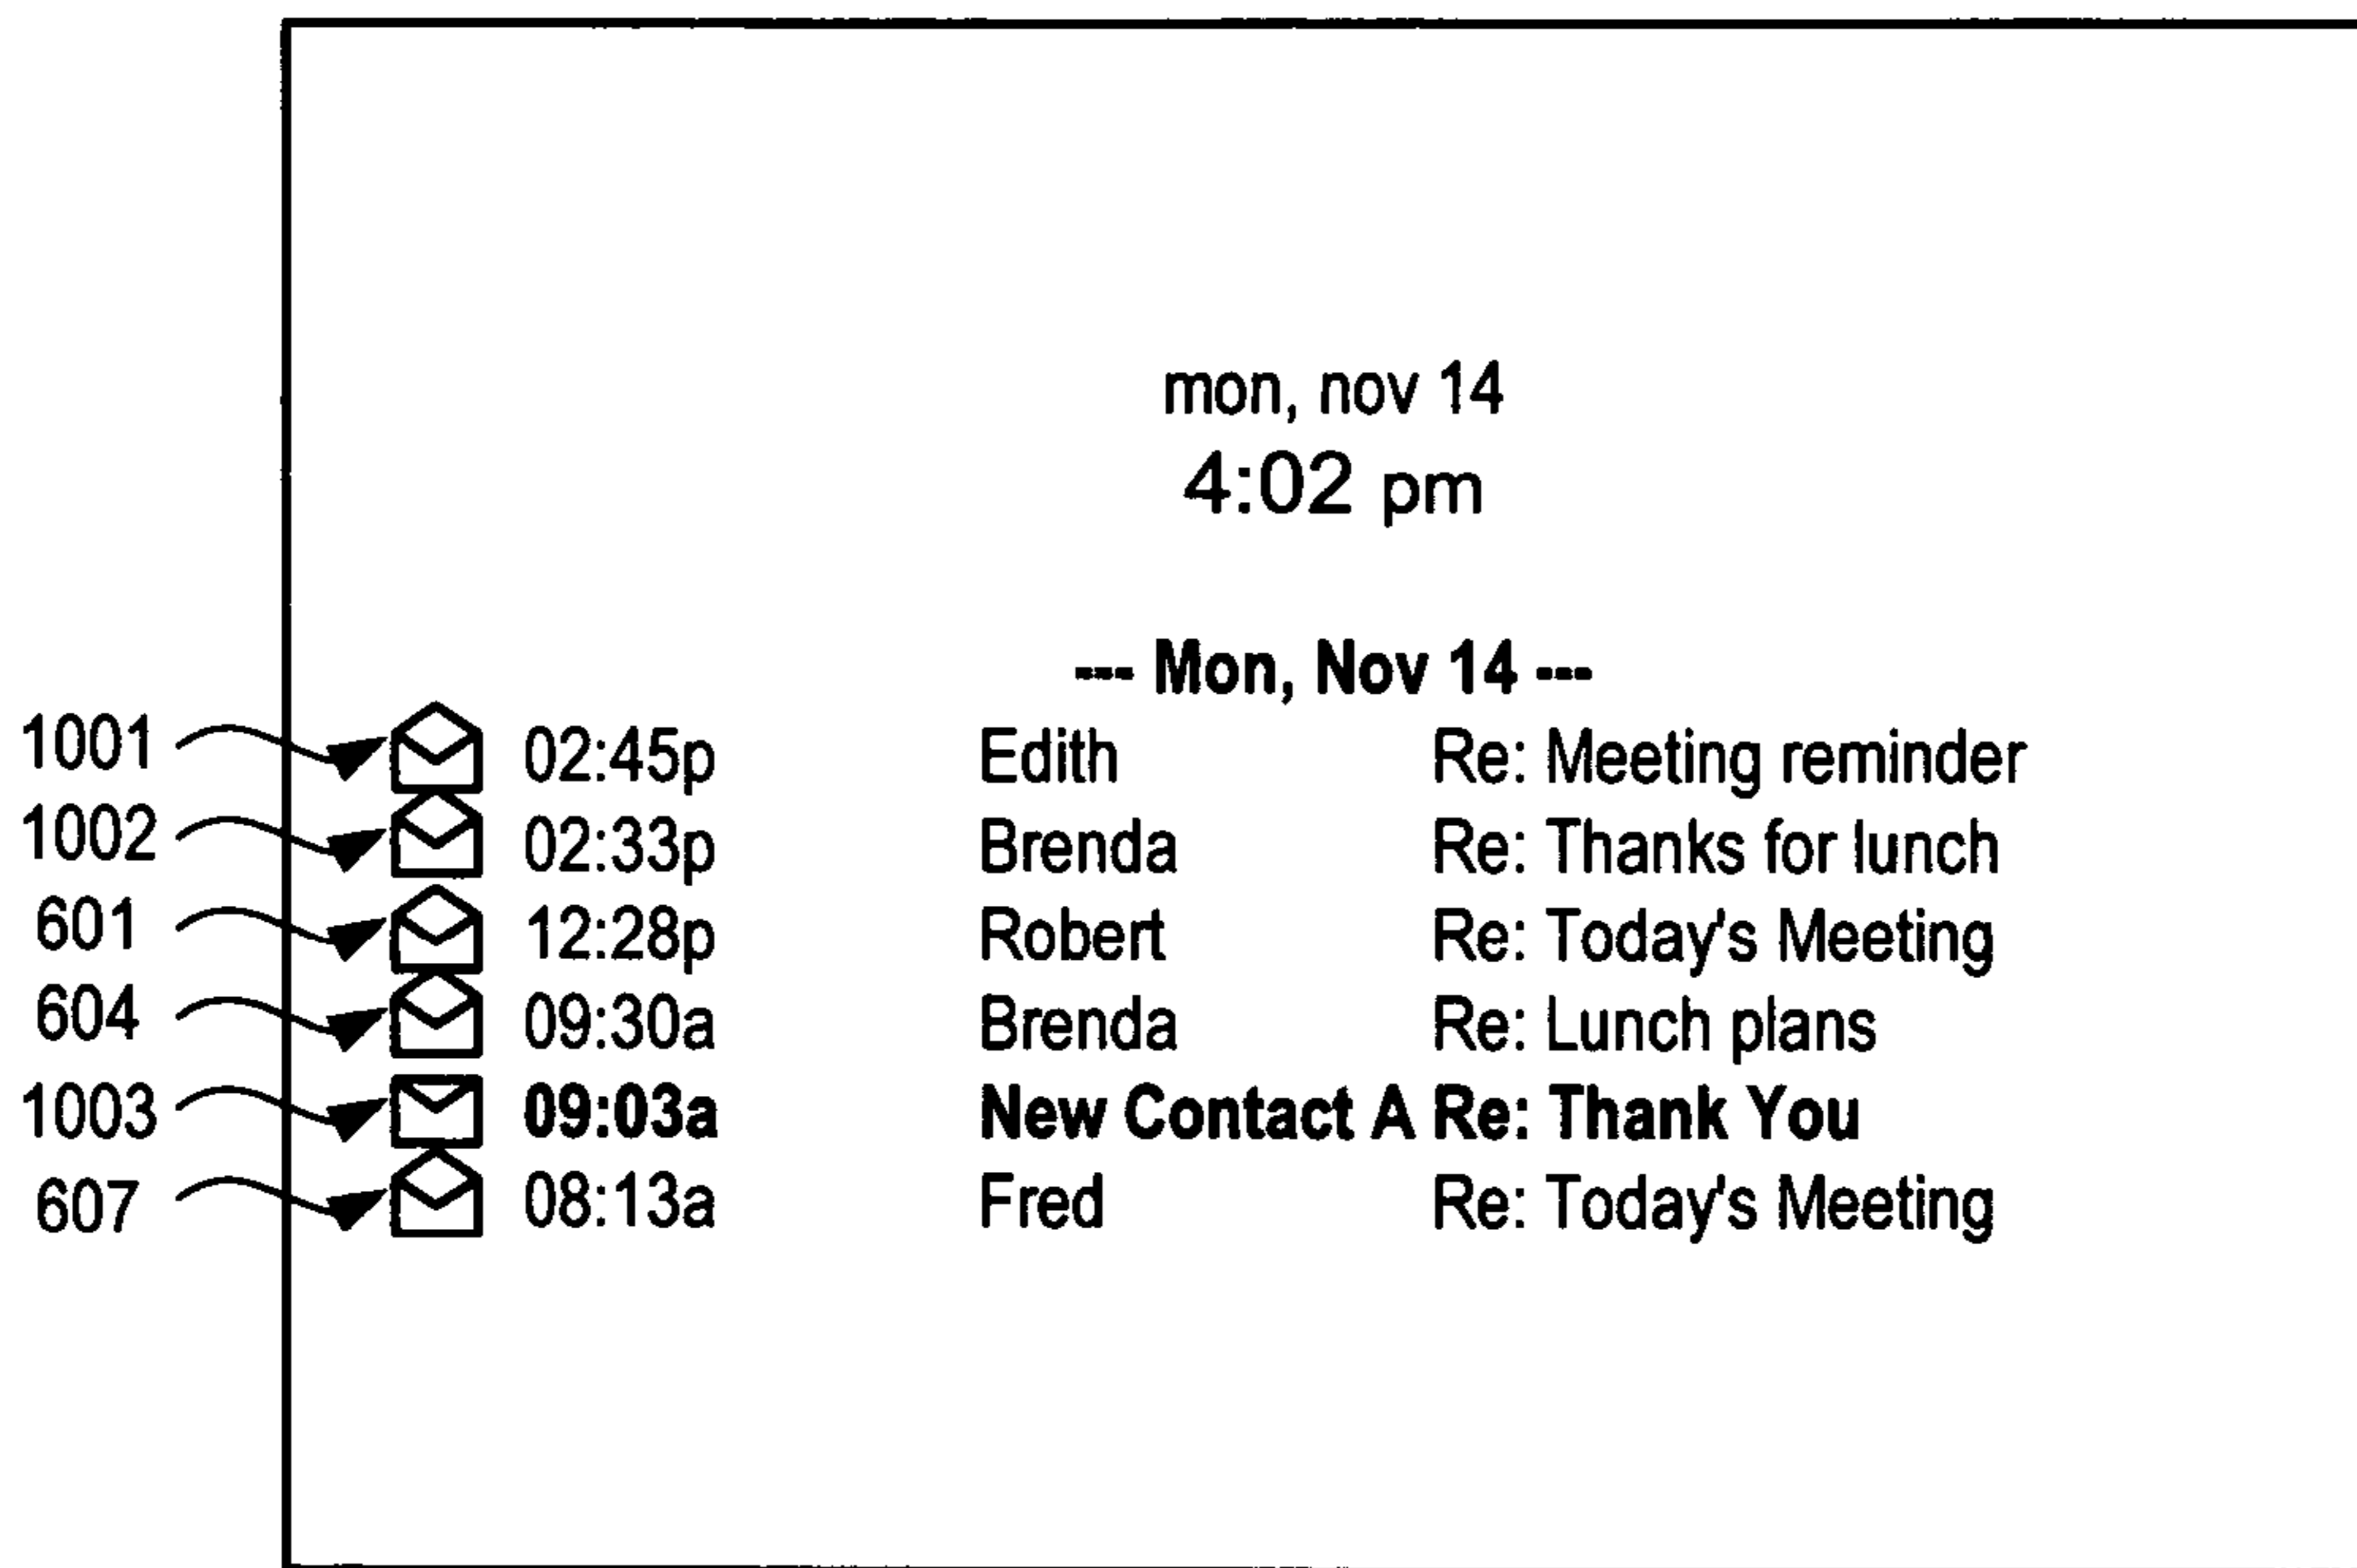 mon, nov 14
4:02 pm
--- Mon, Nov 14 ---
1001 02:45p Edith Re: Meeting reminder
1002 02:33p Brenda Re: Thanks for lunch
601 12:28p Robert Re: Today's Meeting
604 09:30a Brenda Re: Lunch plans
1003 09:03a New Contact A Re: Thank You
607 08:13a Fred Re: Today's Meeting